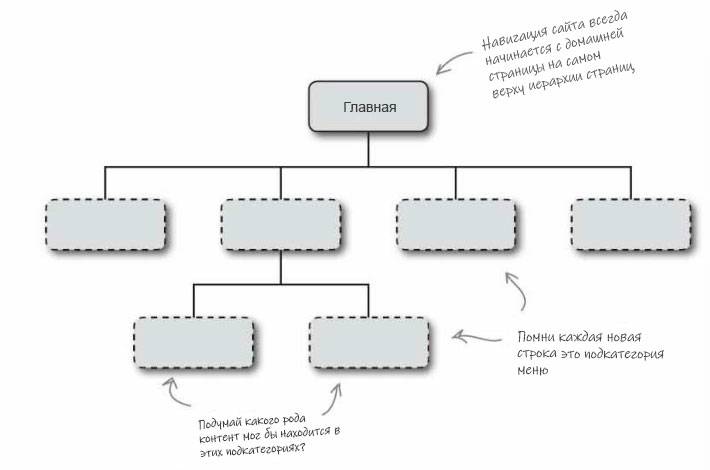 Навигация сайта всегда
начинается с домашней
страницы на самом
верху иерархии страниц
Главная
Помни каждая новая
строка это подкатегория
меню
Подумай какого рода
контент мог бы находится в
этих подкатегориях?